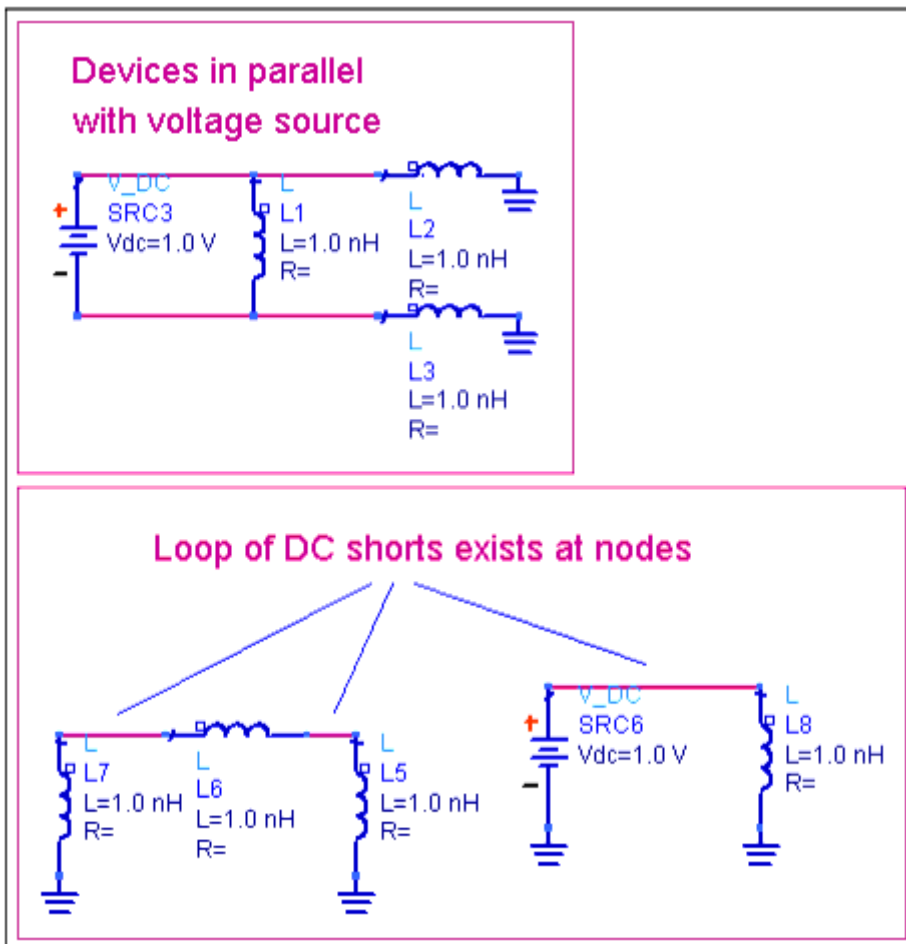 Devices in parallel
with voltage source
V_DC
SRC3
Vdc=1.0 V
+
−
L
L1
L=1.0 nH
R=
L
L2
L=1.0 nH
R=
L
L3
L=1.0 nH
R=
Loop of DC shorts exists at nodes
L
L7
L=1.0 nH
R=
L
L6
L=1.0 nH
R=
L
L5
L=1.0 nH
R=
V_DC
SRC6
Vdc=1.0 V
+
−
L
L8
L=1.0 nH
R=